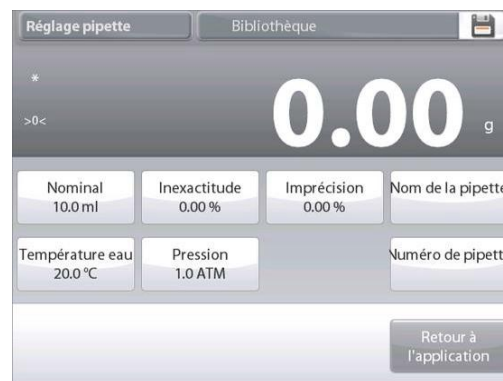 Réglage pipette
Bibliothèque
*
>0<
0.00 g
Nominal
10.0 ml
Inexactitude
0.00 %
Imprécision
0.00 %
Nom de la pipette
Température eau
20.0 °C
Pression
1.0 ATM
Numéro de pipett
Retour à
l'application